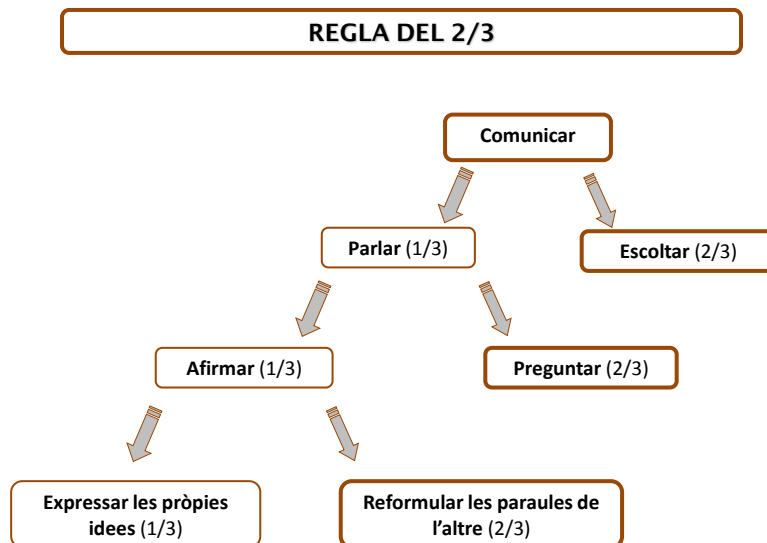 REGLA DEL 2/3
Comunicar
Parlar (1/3)
Escoltar (2/3)
Afirmar (1/3)
Preguntar (2/3)
Expressar les pròpies
idees (1/3)
Reformular les paraules de
l’altre (2/3)